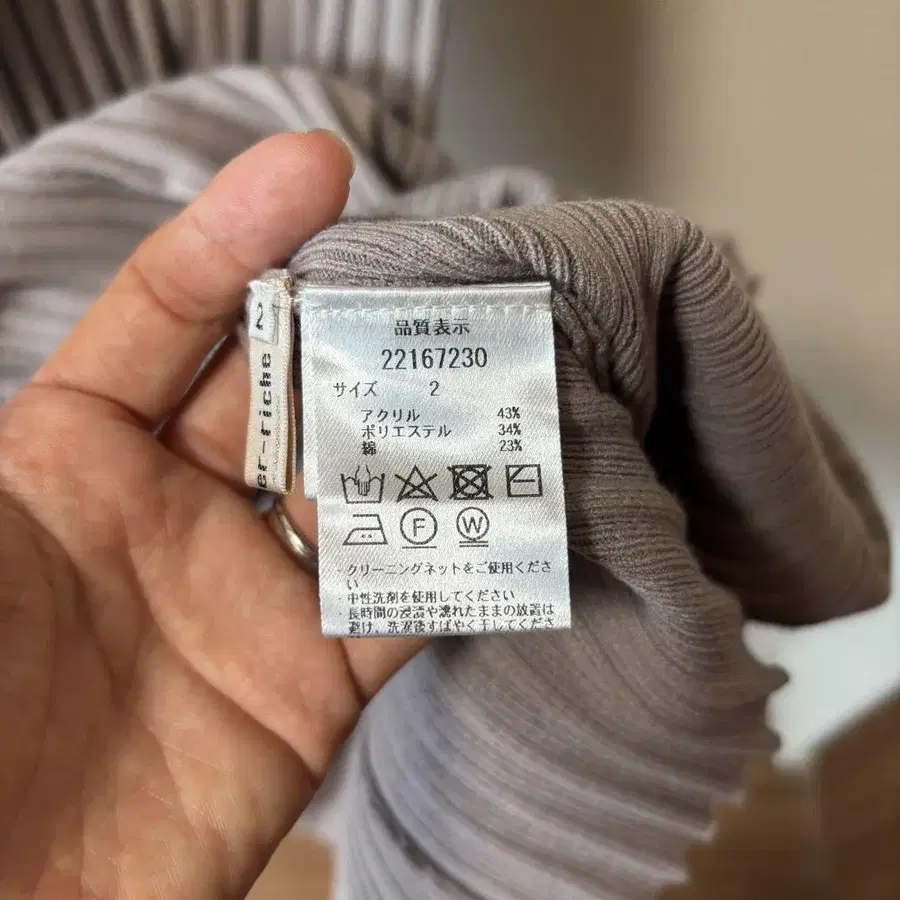 2
er-riche
品質表示
22167230
サイズ 2
アクリル 43%
ポリエステル 34%
綿 23%
F W
・クリーニングネットをご使用くださ
い
・中性洗剤を使用してください
・長時間の浸漬や濡れたままの放置は
避け、洗濯後すばやく干してくださ